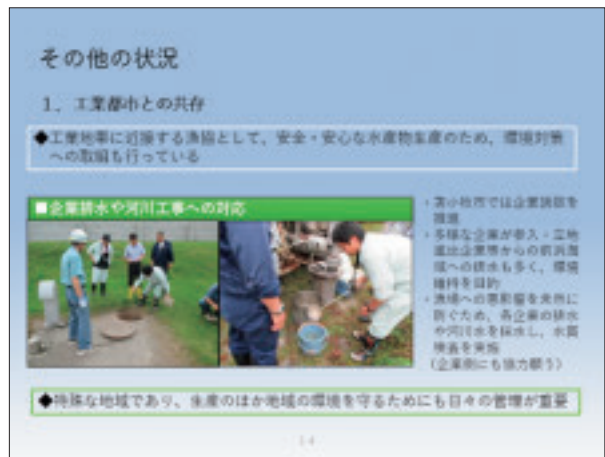 その他の状況
1. 工業都市との共存
◆工業地帯に近接する漁協として、安全・安心な水産物生産のため、環境対策
への取組も行っている
■企業排水や河川工事への対応
・苫小牧市では企業誘致を
推進
・多様な企業が参入・立地
進出企業等からの前浜海
域への排水も多く、環境
維持を目的
・漁場への悪影響を未然に
防ぐため、各企業の排水
や河川水を採水し、水質
検査を実施
（企業側にも協力願う）
◆特殊な地域であり、生産のほか地域の環境を守るためにも日々の管理が重要
14